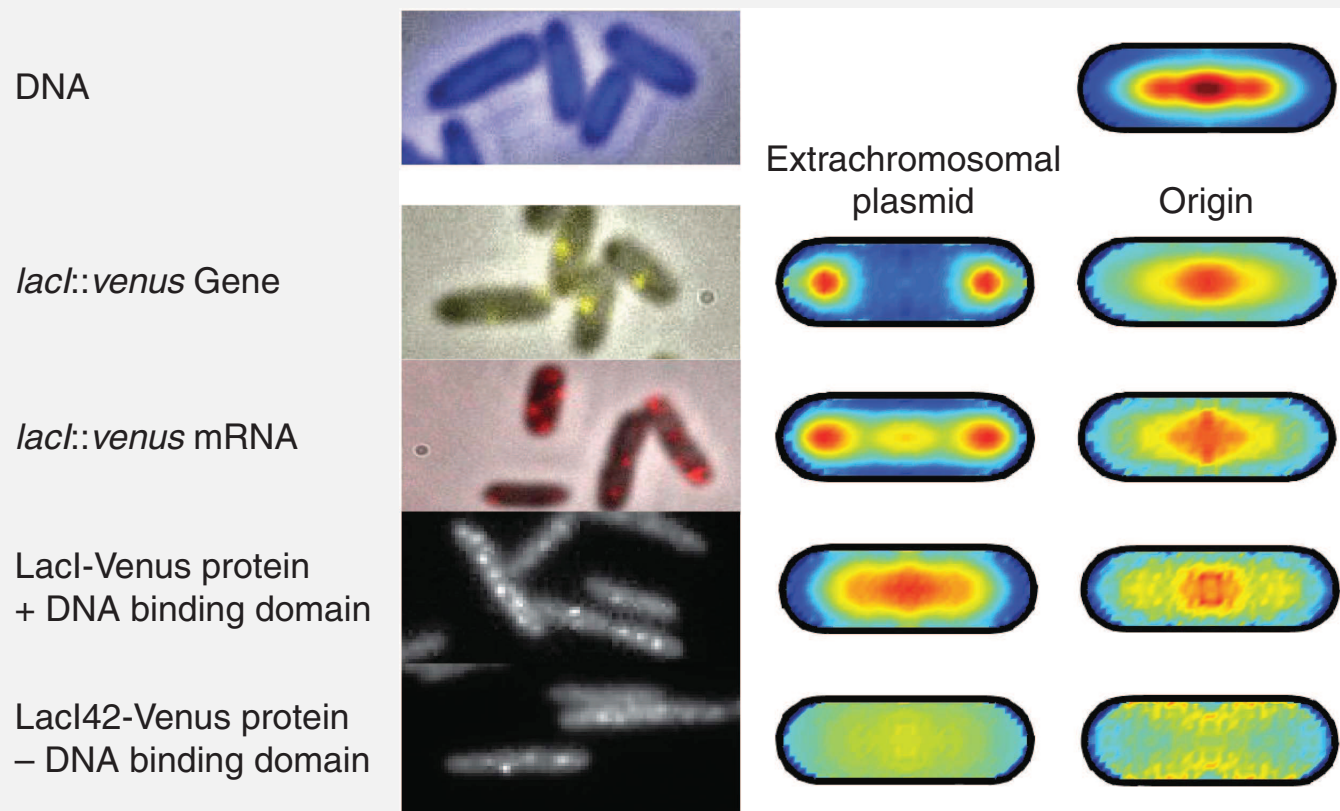 DNA
Extrachromosomal
plasmid
Origin
lacI::venus Gene
lacI::venus mRNA
LacI-Venus protein
+ DNA binding domain
LacI42-Venus protein
– DNA binding domain